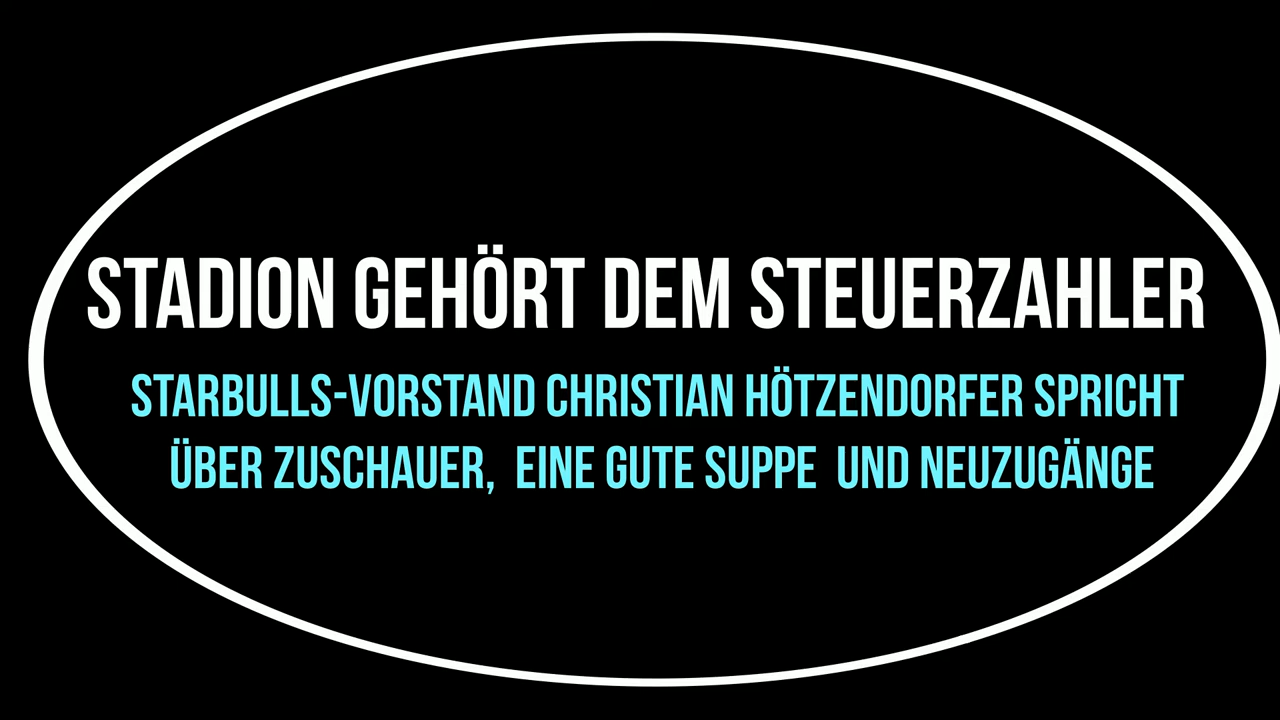 STADION GEHÖRT DEM STEUERZAHLER
STARBULLS-VORSTAND CHRISTIAN HÖTZENDORFER SPRICHT
ÜBER ZUSCHAUER, EINE GUTE SUPPE UND NEUZUGÄNGE